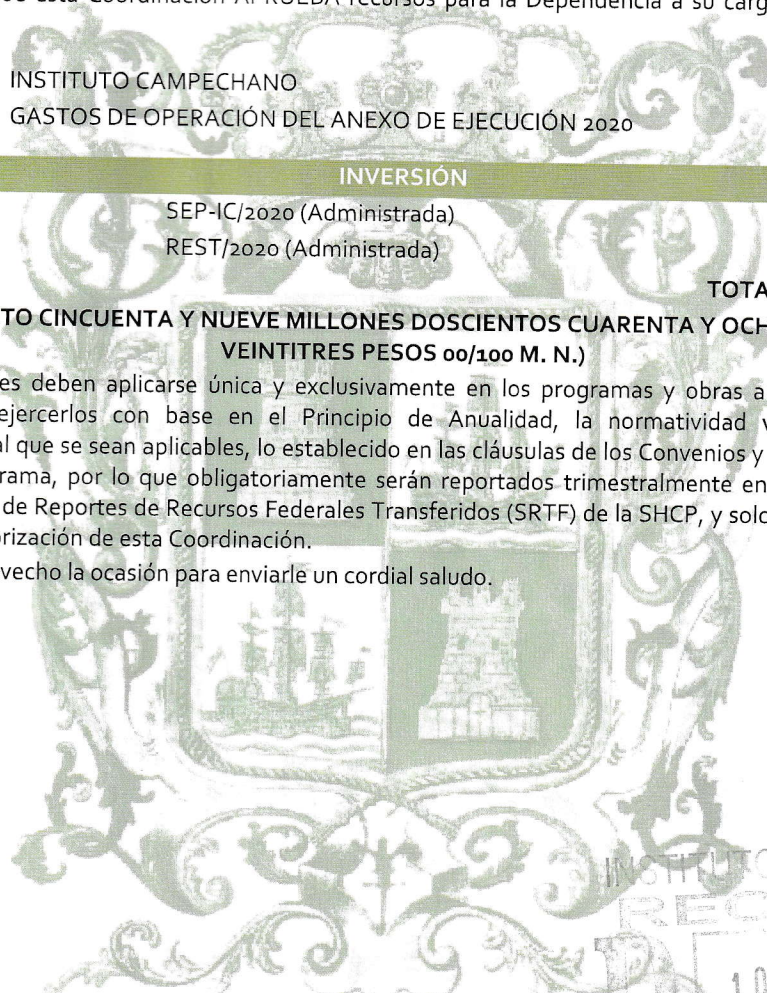 esta Coordinación APRUEBA recursos para la Dependencia a su carg
INSTITUTO CAMPECHANO
GASTOS DE OPERACIÓN DEL ANEXO DE EJECUCIÓN 2020
INVERSIÓN
SEP-IC/2020 (Administrada)
REST/2020 (Administrada)
TOTA
TO CINCUENTA Y NUEVE MILLONES DOSCIENTOS CUARENTA Y OCH
VEINTITRES PESOS 00/100 M. N.)
es deben aplicarse única y exclusivamente en los programas y obras a
ejercerlos con base en el Principio de Anualidad, la normatividad v
al que se sean aplicables, lo establecido en las cláusulas de los Convenios y
rama, por lo que obligatoriamente serán reportados trimestralmente en
de Reportes de Recursos Federales Transferidos (SRTF) de la SHCP, y solo
rización de esta Coordinación.
vecho la ocasión para enviarle un cordial saludo.
INSTITUTO
REC
10